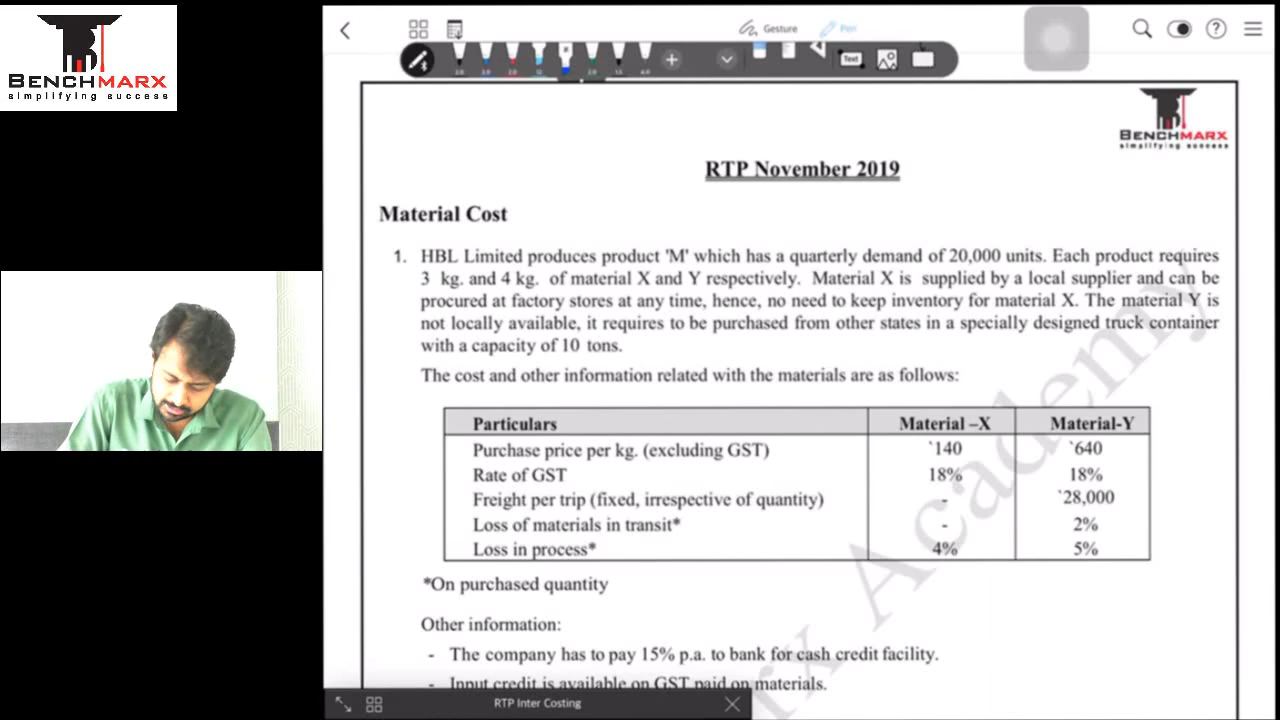 BENCHMARX
simplifying success
Gesture
Pen
Text
BENCHMARX
simplifying success
RTP November 2019
Material Cost
1. HBL Limited produces product 'M' which has a quarterly demand of 20,000 units. Each product requires
3 kg. and 4 kg. of material X and Y respectively. Material X is supplied by a local supplier and can be
procured at factory stores at any time, hence, no need to keep inventory for material X. The material Y is
not locally available, it requires to be purchased from other states in a specially designed truck container
with a capacity of 10 tons.
The cost and other information related with the materials are as follows:
Particulars Material –X Material-Y
Purchase price per kg. (excluding GST) `140 `640
Rate of GST 18% 18%
Freight per trip (fixed, irrespective of quantity) - `28,000
Loss of materials in transit* - 2%
Loss in process* 4% 5%
*On purchased quantity
Other information:
- The company has to pay 15% p.a. to bank for cash credit facility.
- Input credit is available on GST paid on materials.
RTP Inter Costing
rx Academy